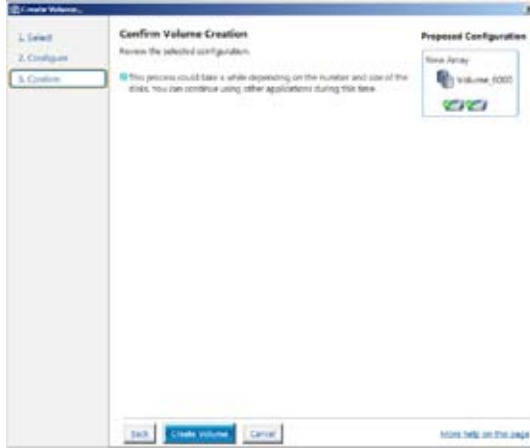 Create Volume...
1. Select
2. Configure
3. Confirm
Confirm Volume Creation
Review the selected configuration.
This process could take a while depending on the number and size of the
disks. You can continue using other applications during this time.
Proposed Configuration
New Array
Volume_0000
Back
Create Volume
Cancel
More help on this page